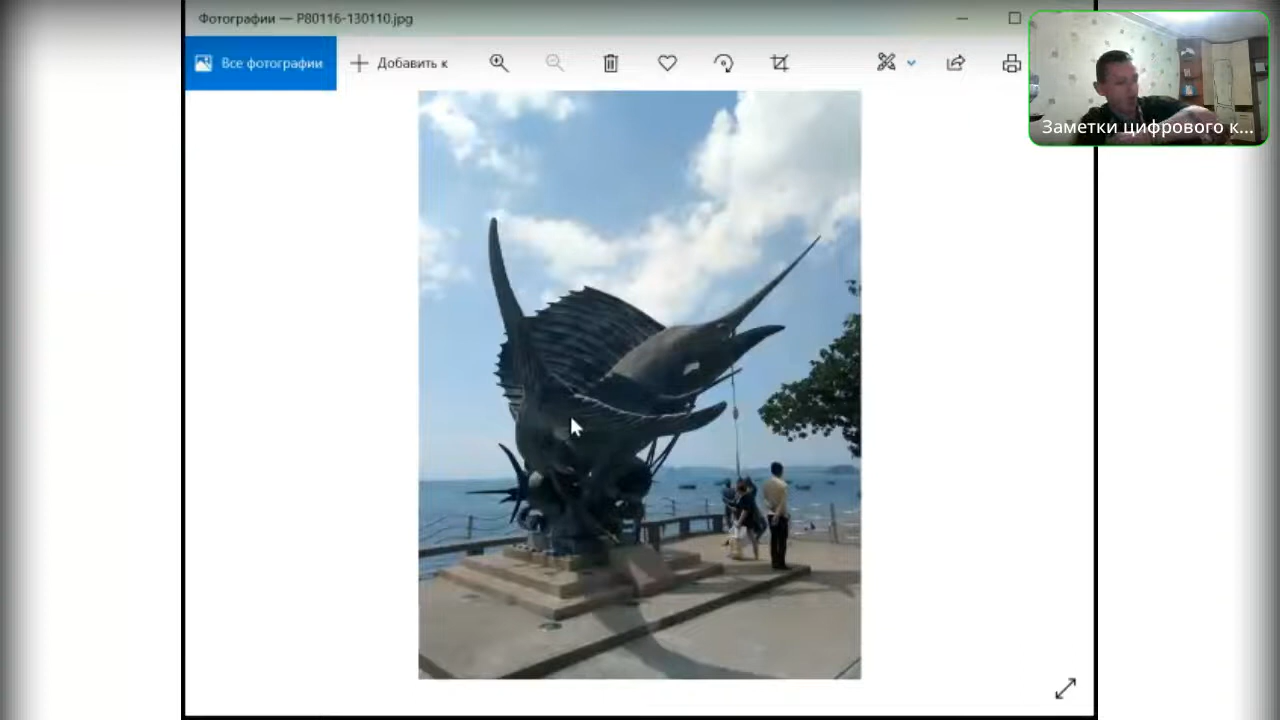 Фотографии — P80116-130110.jpg
Все фотографии
Добавить к
Заметки цифрового к...